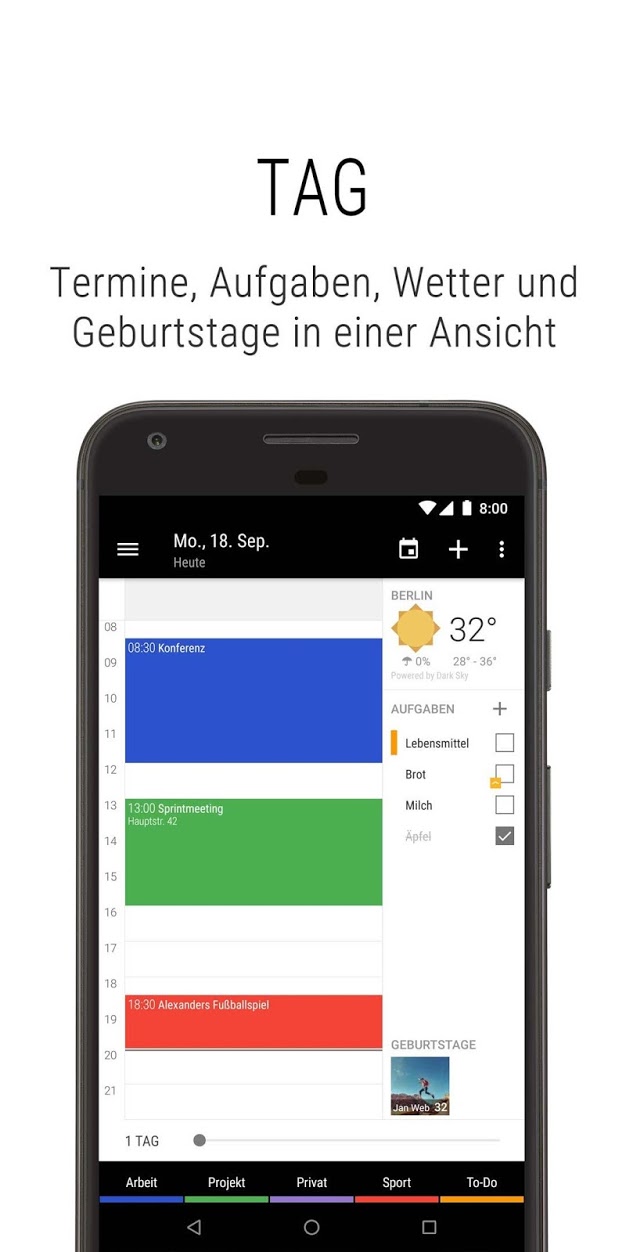 TAG
Termine, Aufgaben, Wetter und
Geburtstage in einer Ansicht
8:00
Mo., 18. Sep.
Heute
08
09
10
11
12
13
14
15
16
17
18
19
20
21
08:30 Konferenz
13:00 Sprintmeeting
Hauptstr. 42
18:30 Alexanders Fußballspiel
BERLIN
32°
0% 28° - 36°
Powered by Dark Sky
AUFGABEN
Lebensmittel
Brot
Milch
Äpfel
GEBURTSTAGE
Jan Web 32
1 TAG
Arbeit Projekt Privat Sport To-Do